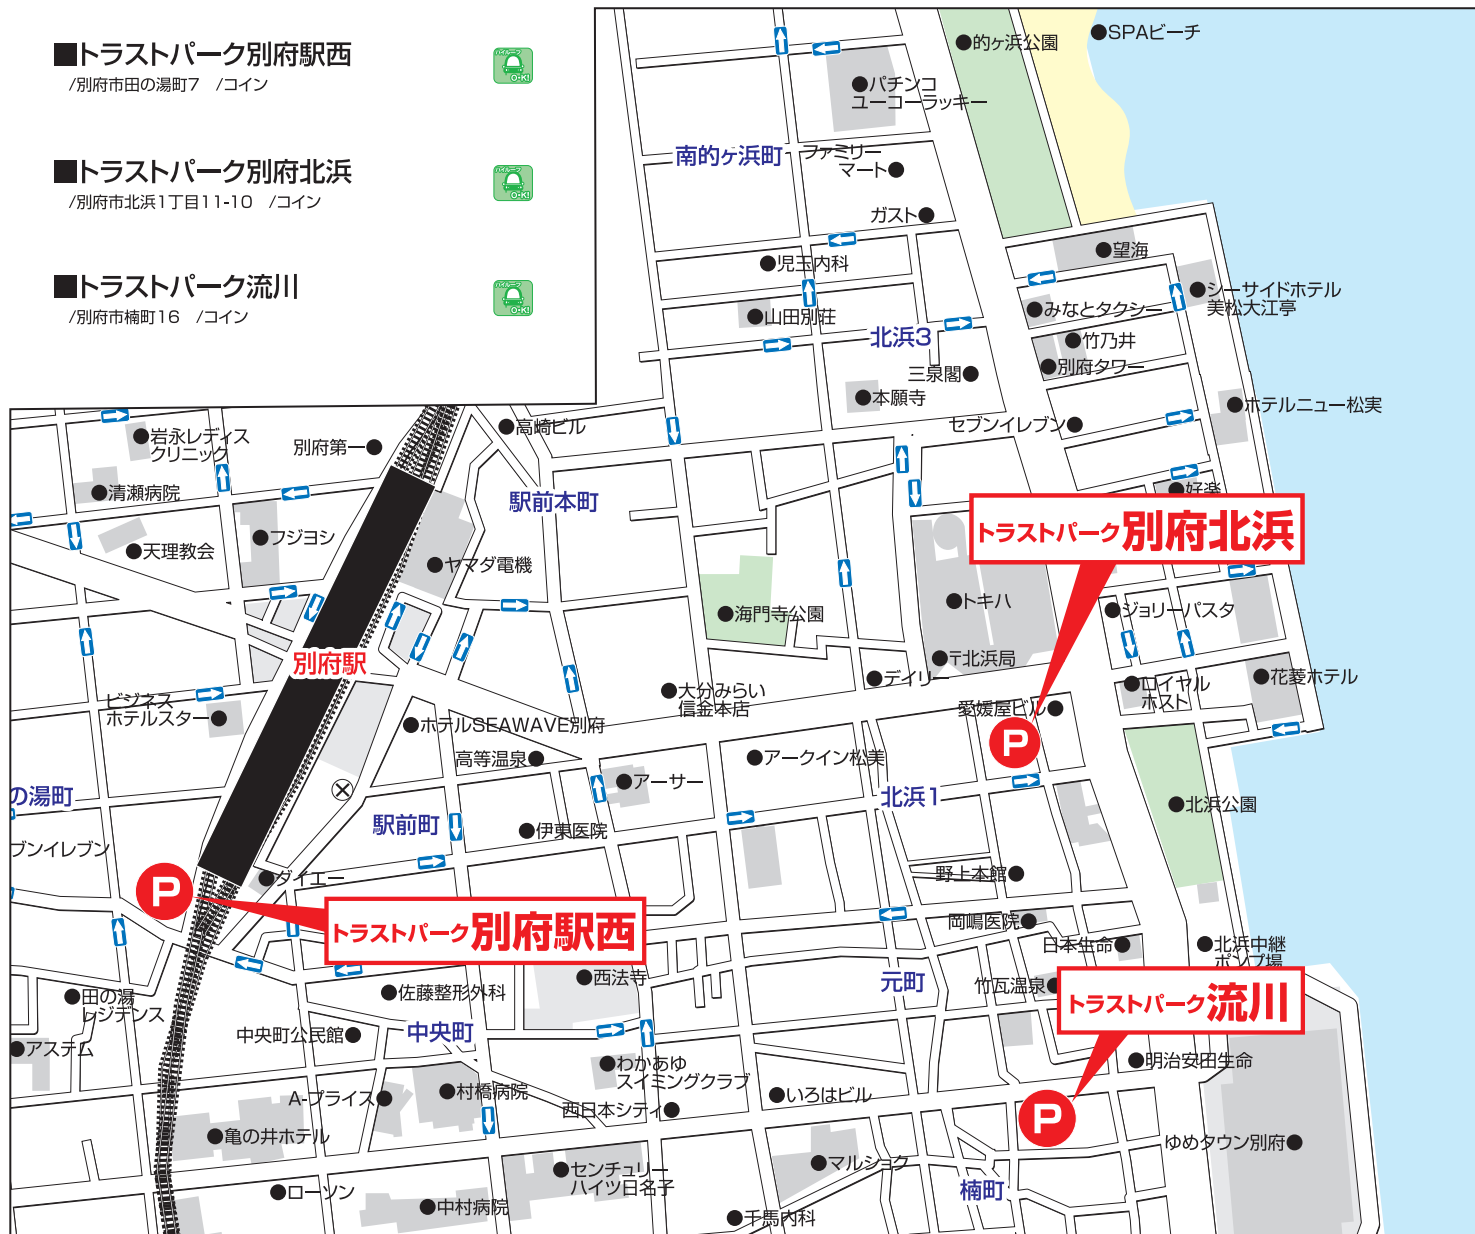 ■トラストパーク別府駅西
/別府市田の湯町7 /コイン
ハイルーフ
O・K!
■トラストパーク別府北浜
/別府市北浜1丁目11-10 /コイン
ハイルーフ
O・K!
■トラストパーク流川
/別府市楠町16 /コイン
ハイルーフ
O・K!
●的ヶ浜公園
●SPAビーチ
●パチンコ
ユーコーラッキー
南的ヶ浜町
ファミリー
マート●
ガスト●
●望海
●児玉内科
●シーサイドホテル
美松大江亭
●山田別荘
●みなとタクシー
北浜3
●竹乃井
●別府タワー
三泉閣●
●本願寺
●ホテルニュー松実
セブンイレブン●
●高崎ビル
●岩永レディス
クリニック
別府第一●
●清瀬病院
駅前本町
●好楽
トラストパーク 別府北浜
●フジヨシ
●天理教会
●ヤマダ電機
●トキハ
●ジョリーパスタ
●海門寺公園
別府駅
●〒北浜局
●デイリー
●花菱ホテル
●ロイヤル
ホスト
●大分みらい
信金本店
ビジネス
ホテルスター●
愛媛屋ビル●
●ホテルSEAWAVE別府
P
高等温泉●
●アークイン松美
●アーサー
の湯町
北浜1
●北浜公園
駅前町
●伊東医院
ブンイレブン
●ダイエー
野上本館●
P
トラストパーク 別府駅西
岡嶋医院●
日本生命●
●北浜中継
ポンプ場
●西法寺
元町
竹瓦温泉●
●佐藤整形外科
●田の湯
レジデンス
トラストパーク 流川
中央町公民館●
中央町
●アステム
●わかあゆ
スイミングクラブ
●明治安田生命
A-プライス●
●村橋病院
西日本シティ●
●いろはビル
P
●亀の井ホテル
ゆめタウン別府●
●センチュリー
ハイツ日名子
●マルショク
●ローソン
楠町
●中村病院
●千馬内科